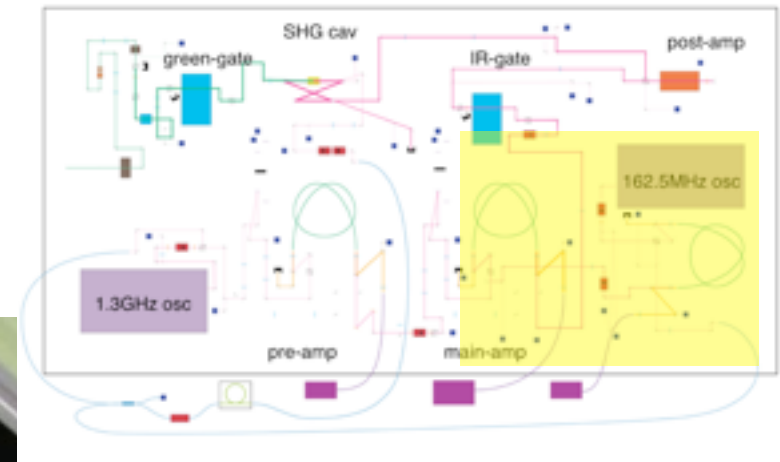 SHG cav
post-amp
green-gate
IR-gate
162.5MHz osc
1.3GHz osc
pre-amp
main-amp